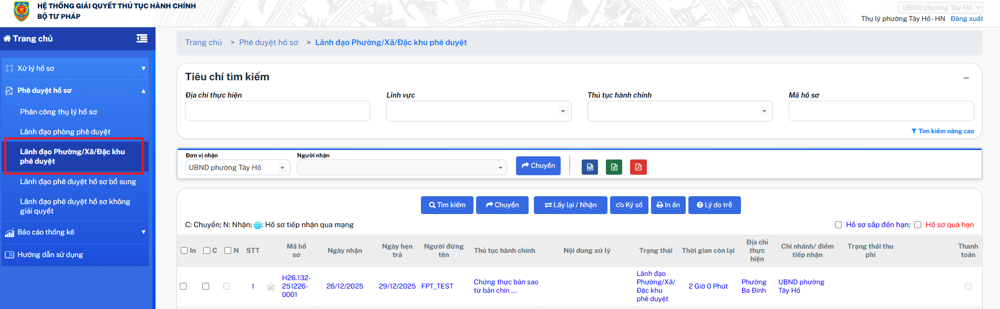 HỆ THỐNG GIẢI QUYẾT THỦ TỤC HÀNH CHÍNH
BỘ TƯ PHÁP
UBND phường Tây Hồ
Thụ lý phường Tây Hồ - HN Đăng xuất
Trang chủ
Xử lý hồ sơ
Phê duyệt hồ sơ
Phân công thụ lý hồ sơ
Lãnh đạo phòng phê duyệt
Lãnh đạo Phường/Xã/Đặc khu
phê duyệt
Lãnh đạo phê duyệt hồ sơ bổ sung
Lãnh đạo phê duyệt hồ sơ không
giải quyết
Báo cáo thống kê
Hướng dẫn sử dụng
Trang chủ > Phê duyệt hồ sơ > Lãnh đạo Phường/Xã/Đặc khu phê duyệt
Tiêu chí tìm kiếm
Địa chỉ thực hiện Lĩnh vực Thủ tục hành chính Mã hồ sơ
Tìm kiếm nâng cao
Đơn vị nhận Người nhận
UBND phường Tây Hồ
Chuyển
Tìm kiếm Chuyển Lấy lại / Nhận Ký số In ấn Lý do trễ
C: Chuyển; N: Nhận; : Hồ sơ tiếp nhận qua mạng
Hồ sơ sắp đến hạn; Hồ sơ quá hạn
In C N STT
Mã hồ
sơ
Ngày nhận
Ngày hẹn
trả
Người đứng
tên
Thủ tục hành chính
Nội dung xử lý
Trạng thái
Thời gian còn lại
Địa chỉ
thực
hiện
Chi nhánh/ điểm
tiếp nhận
Trạng thái thu
phí
Thanh
toán
1
H26.132-
251226-
0001
26/12/2025
29/12/2025
FPT_TEST
Chứng thực bản sao
từ bản chín ...
Lãnh đạo
Phường/Xã/
Đặc khu
phê duyệt
2 Giờ 0 Phút
Phường
Ba Đình
UBND phường
Tây Hồ